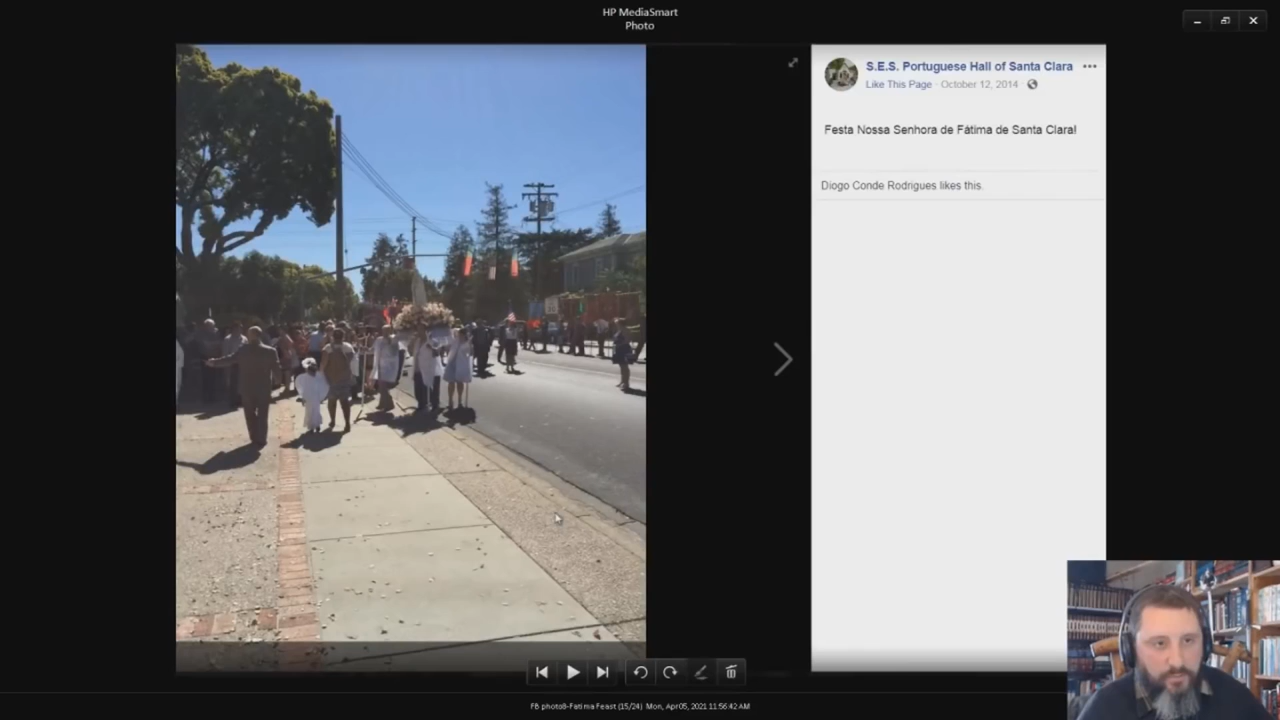 HP MediaSmart
Photo
S.E.S. Portuguese Hall of Santa Clara
Like This Page · October 12, 2014
Festa Nossa Senhora de Fátima de Santa Clara!
Diogo Conde Rodrigues likes this.
FB photo8-Fatima Feast (15/24) Mon, Apr 05, 2021 11:56:42 AM